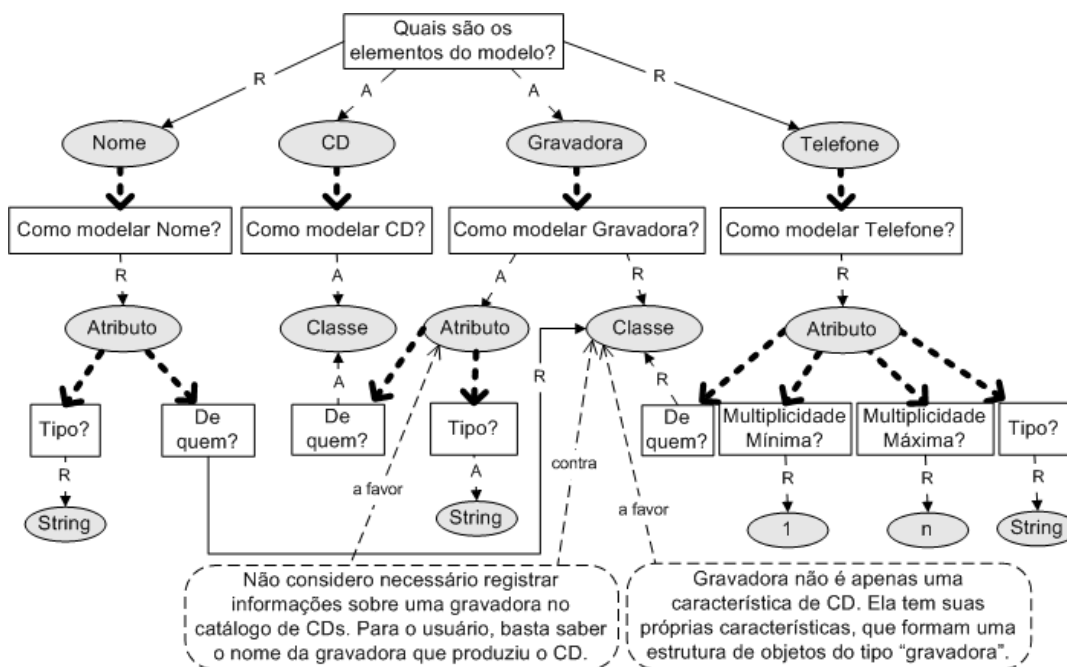 Quais são os
elementos do modelo?
R
A
A
R
Nome
CD
Gravadora
Telefone
Como modelar Nome?
Como modelar CD?
Como modelar Gravadora?
Como modelar Telefone?
R
A
A
R
R
Atributo
Classe
Atributo
Classe
Atributo
A
R
R
Tipo?
De
quem?
De
quem?
Tipo?
De
quem?
Multiplicidade
Mínima?
Multiplicidade
Máxima?
Tipo?
R
A
R
R
R
a favor
contra
a favor
String
String
1
n
String
Não considero necessário registrar
informações sobre uma gravadora no
catálogo de CDs. Para o usuário, basta saber
o nome da gravadora que produziu o CD.
Gravadora não é apenas uma
característica de CD. Ela tem suas
próprias características, que formam uma
estrutura de objetos do tipo “gravadora”.